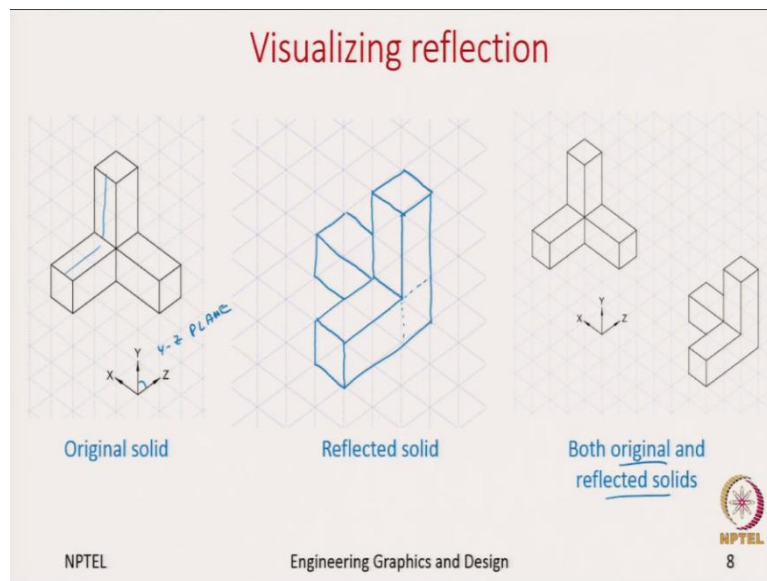 Visualizing reflection
Y-Z PLANE
Y
X
Z
Y
X
Z
Original solid
Reflected solid
Both original and
reflected solids
NPTEL
NPTEL
Engineering Graphics and Design
8